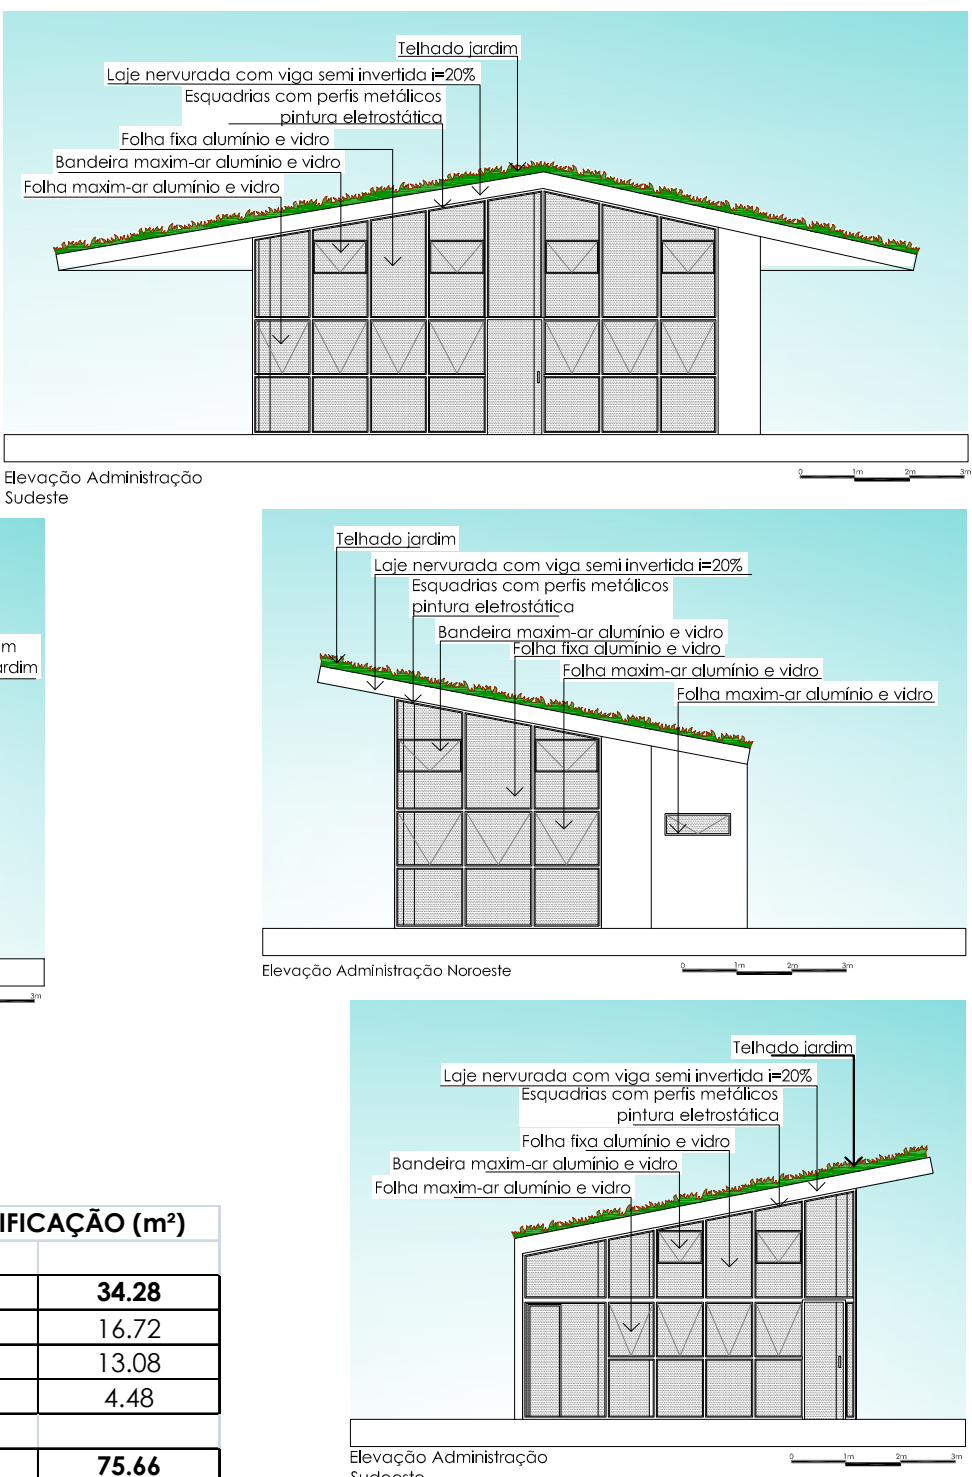 Telhado jardim
Laje nervurada com viga semi invertida i=20%
Esquadrias com perfis metálicos
pintura eletrostática
Folha fixa alumínio e vidro
Bandeira maxim-ar alumínio e vidro
Folha maxim-ar alumínio e vidro
Elevação Administração
Sudeste
0 1m 2m 3m
m
ardim
3m
Telhado jardim
Laje nervurada com viga semi invertida i=20%
Esquadrias com perfis metálicos
pintura eletrostática
Bandeira maxim-ar alumínio e vidro
Folha fixa alumínio e vidro
Folha maxim-ar alumínio e vidro
Folha maxim-ar alumínio e vidro
Elevação Administração Noroeste
0 1m 2m 3m
Telhado jardim
Laje nervurada com viga semi invertida i=20%
Esquadrias com perfis metálicos
pintura eletrostática
Folha fixa alumínio e vidro
Bandeira maxim-ar alumínio e vidro
Folha maxim-ar alumínio e vidro
Elevação Administração
Sudoeste
0 1m 2m 3m
IFICAÇÃO (m²)
34.28
16.72
13.08
4.48
75.66